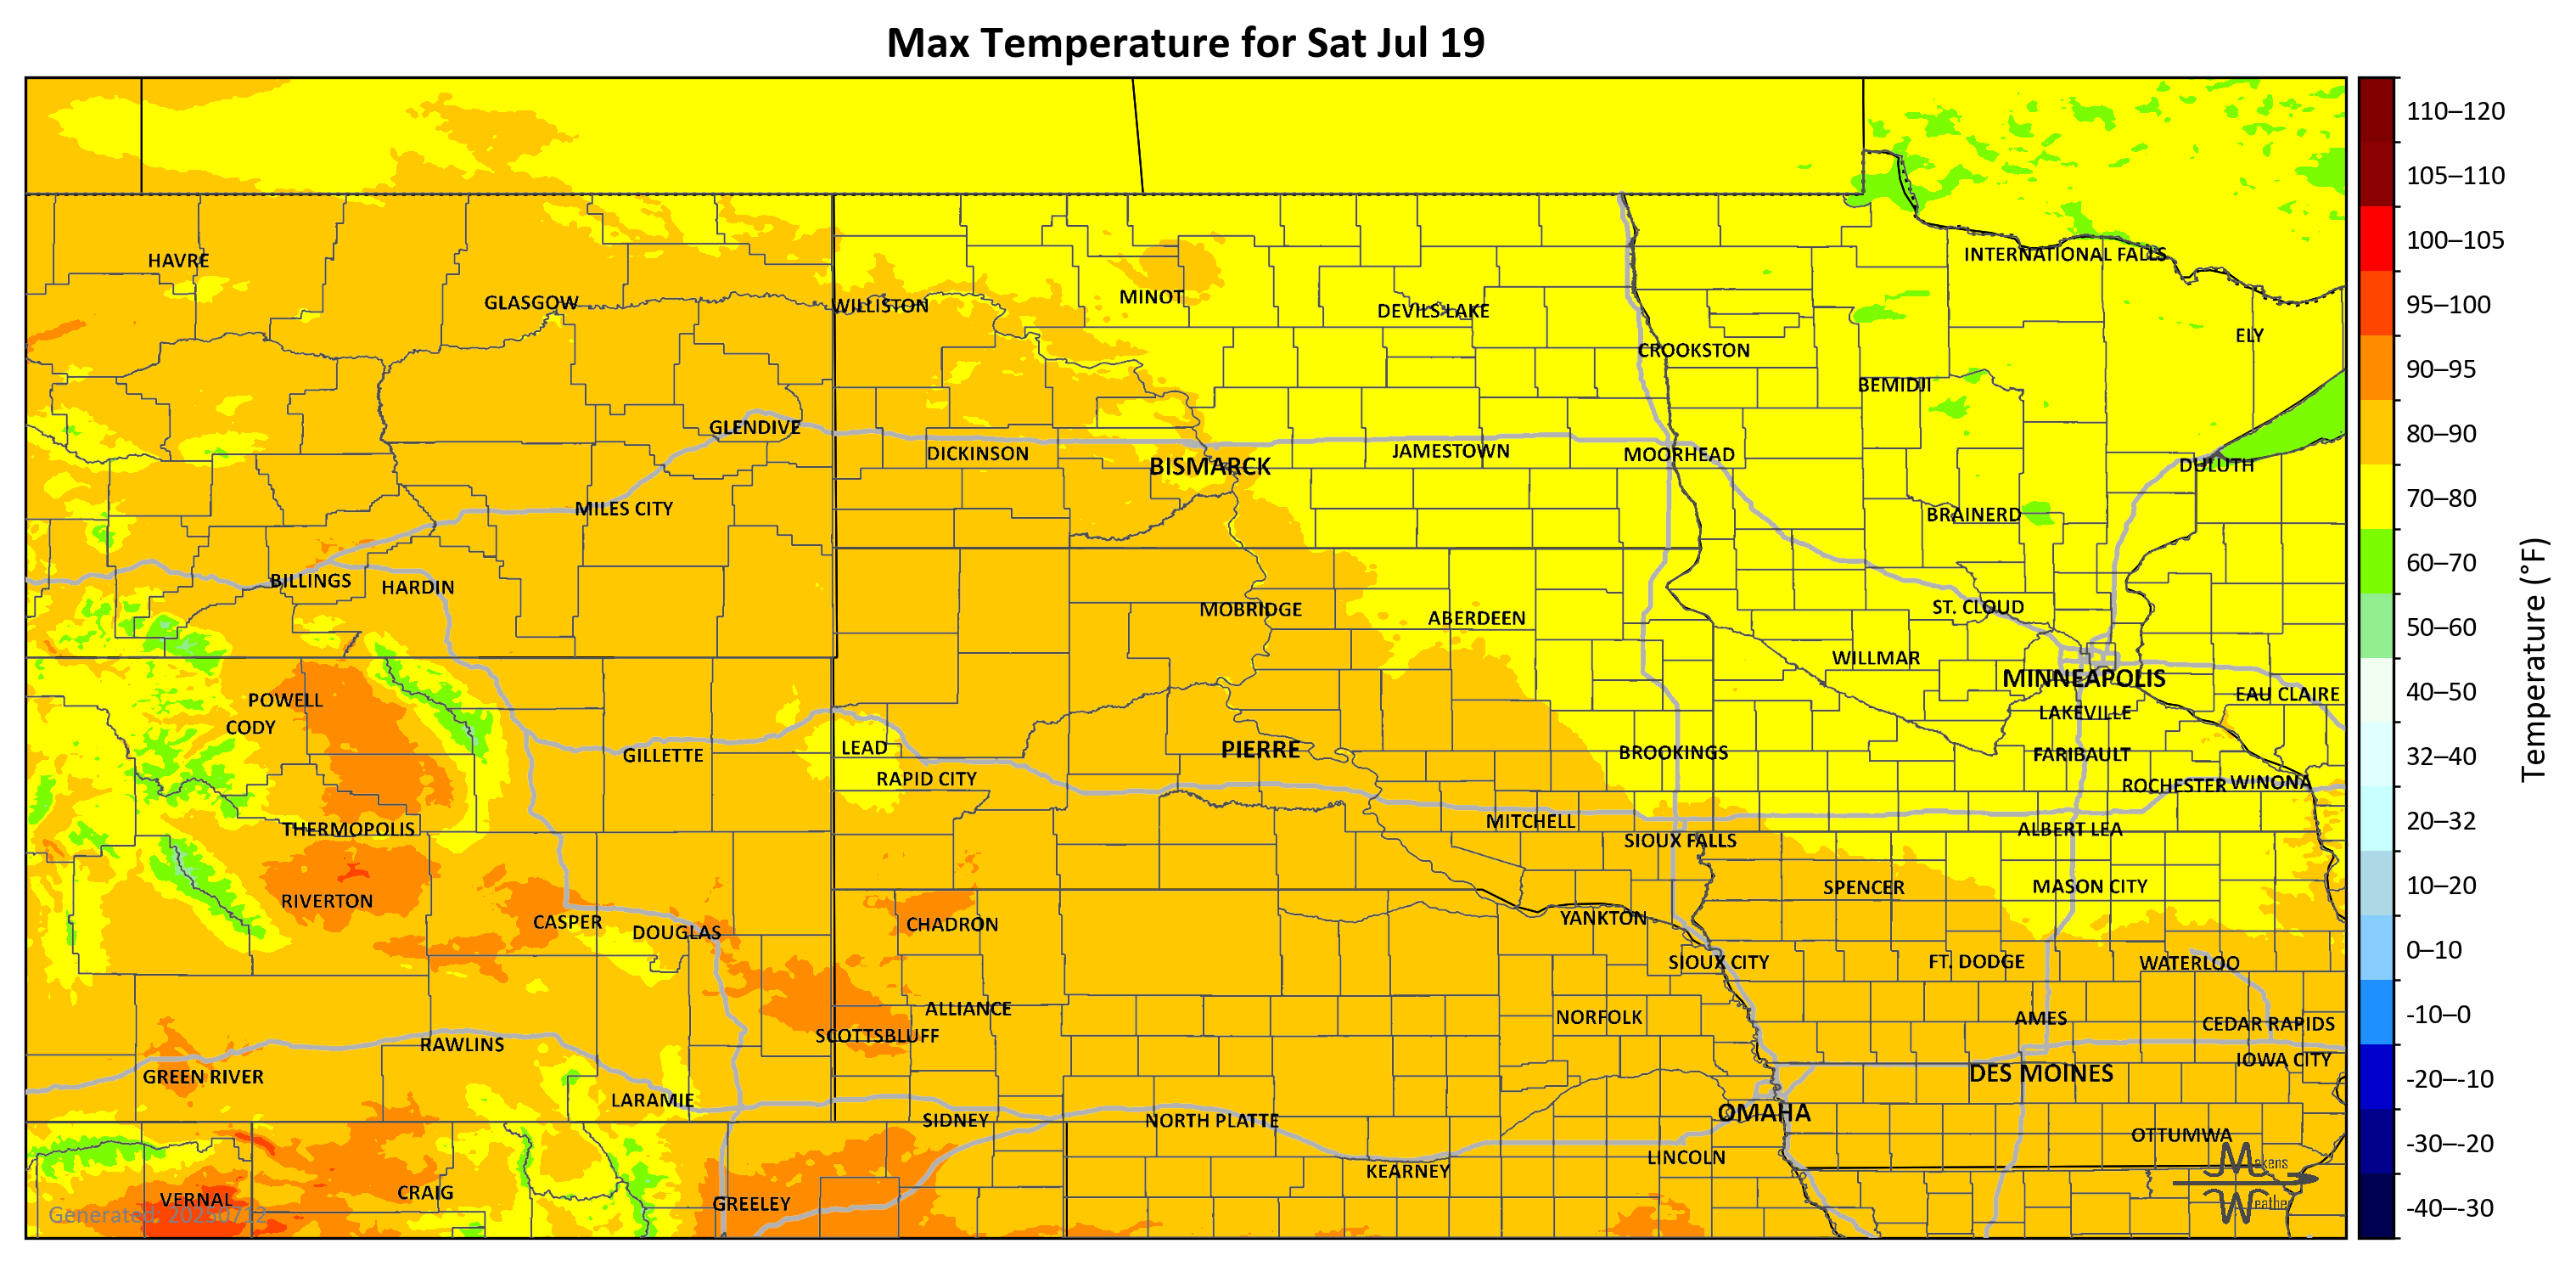 Max Temperature for Sat Jul 19
110–120
105–110
100–105
95–100
90–95
80–90
70–80
60–70
50–60
40–50
32–40
20–32
10–20
0–10
-10–0
-20–-10
-30–-20
-40–-30
Temperature (°F)
HAVRE
INTERNATIONAL FALLS
GLASGOW
WILLISTON
MINOT
DEVILS LAKE
ELY
CROOKSTON
BEMIDJI
GLENDIVE
DICKINSON
BISMARCK
JAMESTOWN
MOORHEAD
DULUTH
MILES CITY
BRAINERD
BILLINGS
HARDIN
MOBRIDGE
ABERDEEN
ST. CLOUD
WILLMAR
MINNEAPOLIS
EAU CLAIRE
POWELL
CODY
LAKEVILLE
GILLETTE
LEAD
RAPID CITY
PIERRE
BROOKINGS
FARIBAULT
ROCHESTER
WINONA
THERMOPOLIS
MITCHELL
SIOUX FALLS
ALBERT LEA
RIVERTON
SPENCER
MASON CITY
CASPER
DOUGLAS
CHADRON
YANKTON
SIOUX CITY
FT. DODGE
WATERLOO
ALLIANCE
NORFOLK
AMES
CEDAR RAPIDS
SCOTTSBLUFF
RAWLINS
IOWA CITY
GREEN RIVER
DES MOINES
LARAMIE
SIDNEY
NORTH PLATTE
OMAHA
OTTUMWA
LINCOLN
KEARNEY
VERNAL
CRAIG
GREELEY
Generated: 20250712
Makens
Weather